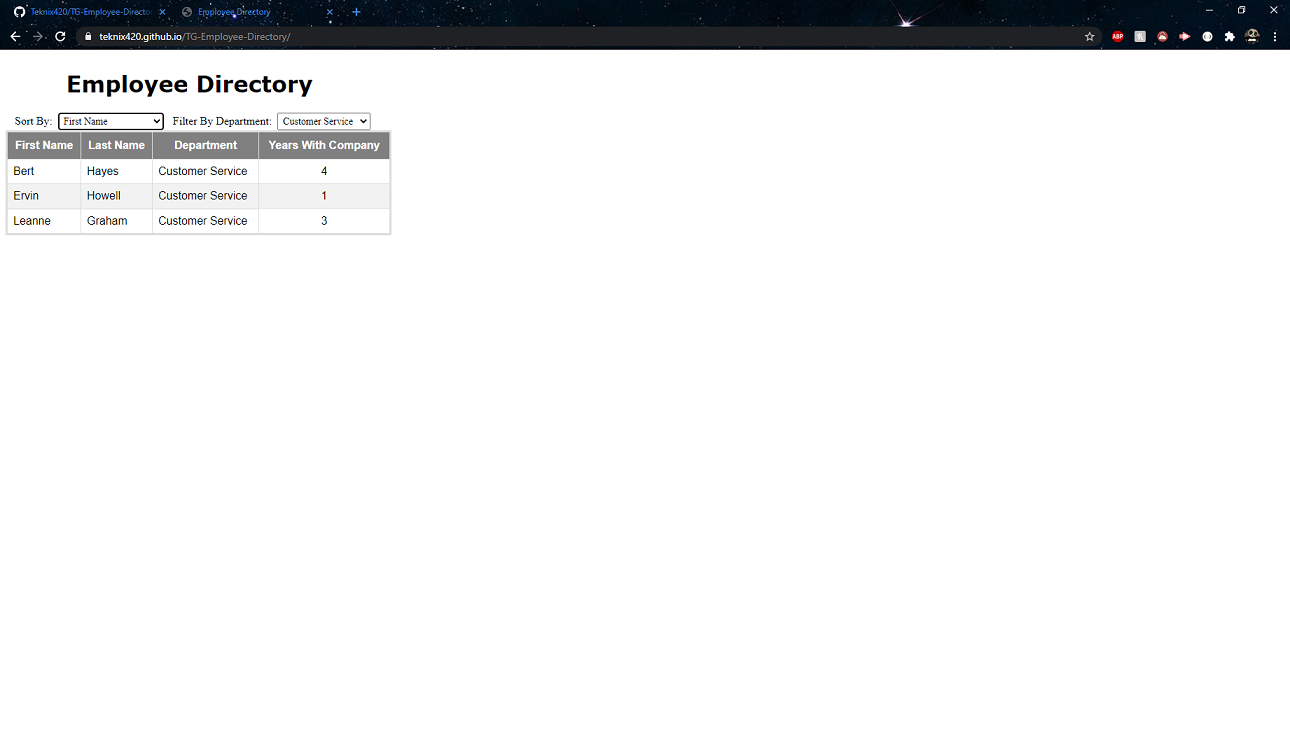 Teknix420/TG-Employee-Directo
Employee Directory
teknix420.github.io/TG-Employee-Directory/
ABP
Employee Directory
Sort By: First Name Filter By Department: Customer Service
First Name Last Name Department Years With Company
Bert Hayes Customer Service 4
Ervin Howell Customer Service 1
Leanne Graham Customer Service 3